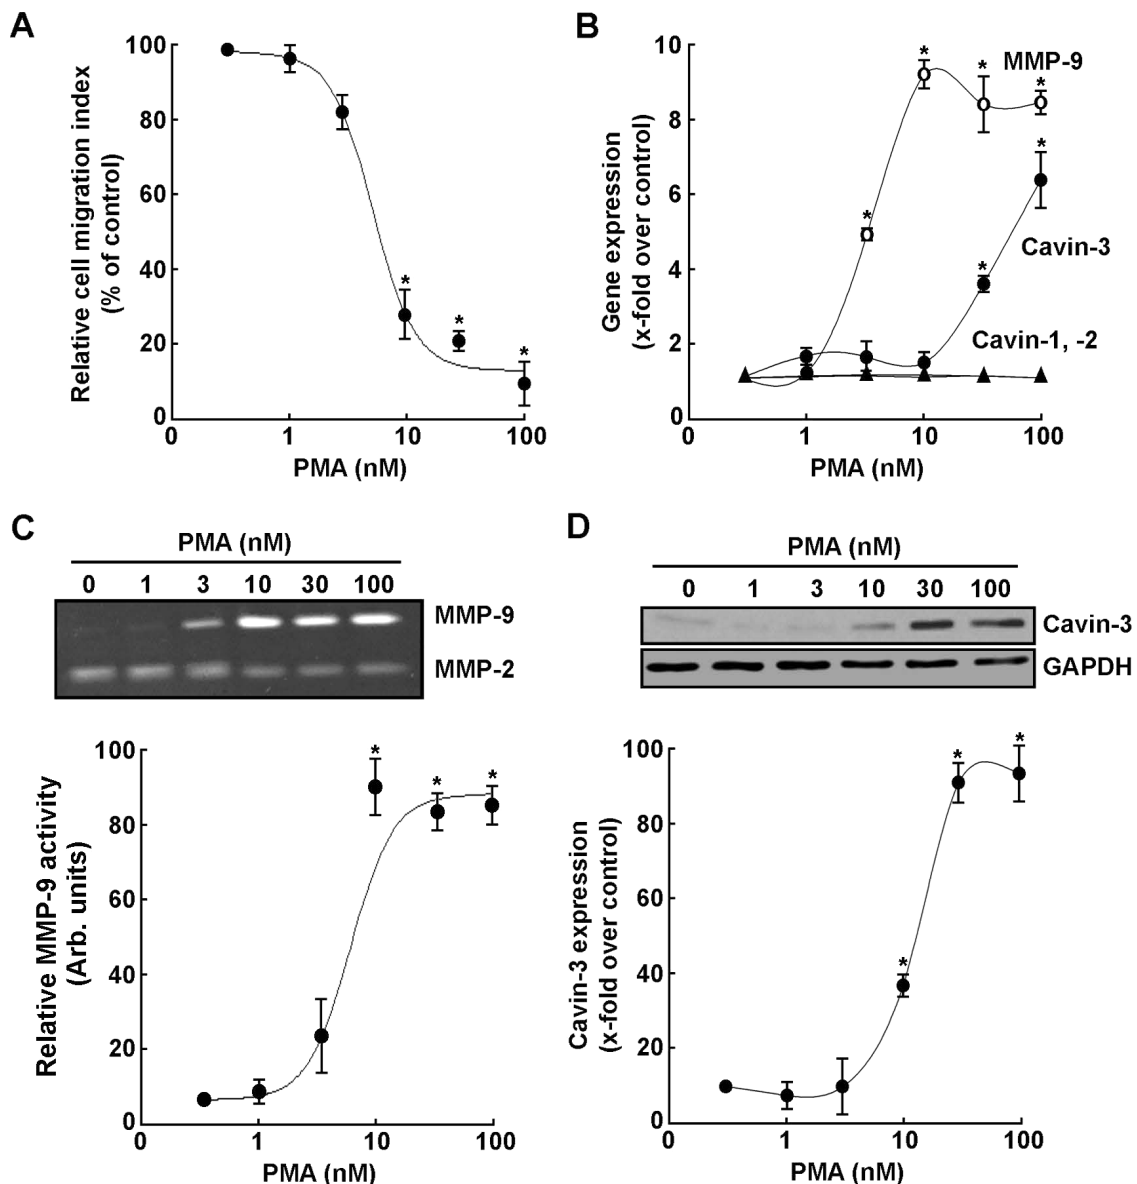 A
Relative cell migration index
(% of control)
100
80
60
40
20
0
*
*
*
0 1 10 100
PMA (nM)
B
Gene expression
(x-fold over control)
10
8
6
4
2
0
*
*
*
*
*
*
MMP-9
Cavin-3
Cavin-1, -2
0 1 10 100
PMA (nM)
C
PMA (nM)
0 1 3 10 30 100
MMP-9
MMP-2
Relative MMP-9 activity
(Arb. units)
100
80
60
40
20
0
*
*
*
0 1 10 100
PMA (nM)
D
PMA (nM)
0 1 3 10 30 100
Cavin-3
GAPDH
Cavin-3 expression
(x-fold over control)
100
80
60
40
20
0
*
*
*
0 1 10 100
PMA (nM)